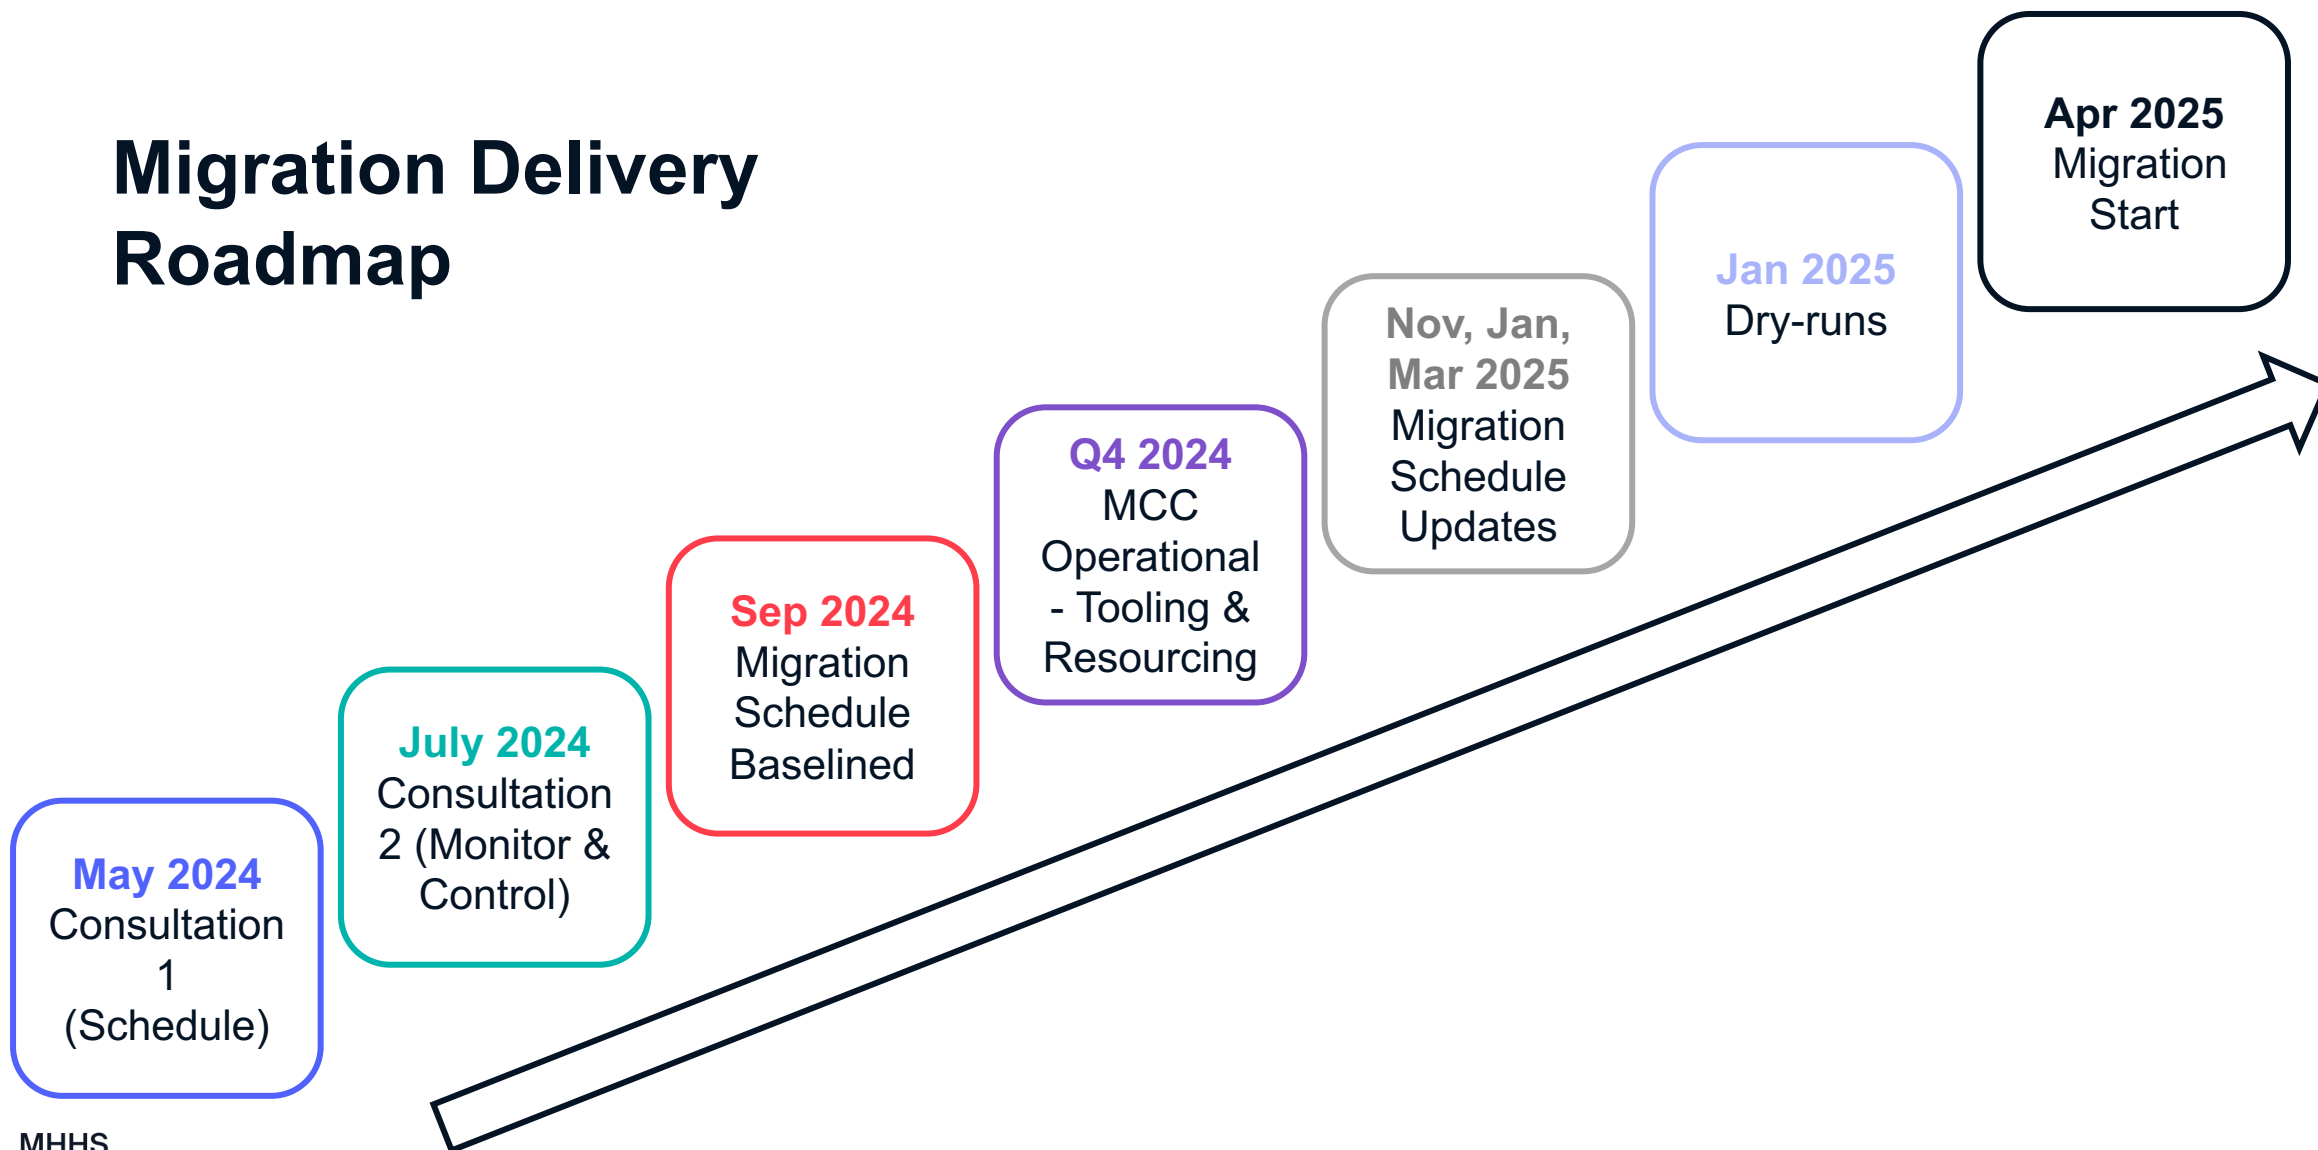 Migration Delivery
Roadmap
May 2024
Consultation
1
(Schedule)
July 2024
Consultation
2 (Monitor &
Control)
Sep 2024
Migration
Schedule
Baselined
Q4 2024
MCC
Operational
- Tooling &
Resourcing
Nov, Jan,
Mar 2025
Migration
Schedule
Updates
Jan 2025
Dry-runs
Apr 2025
Migration
Start
MHHS